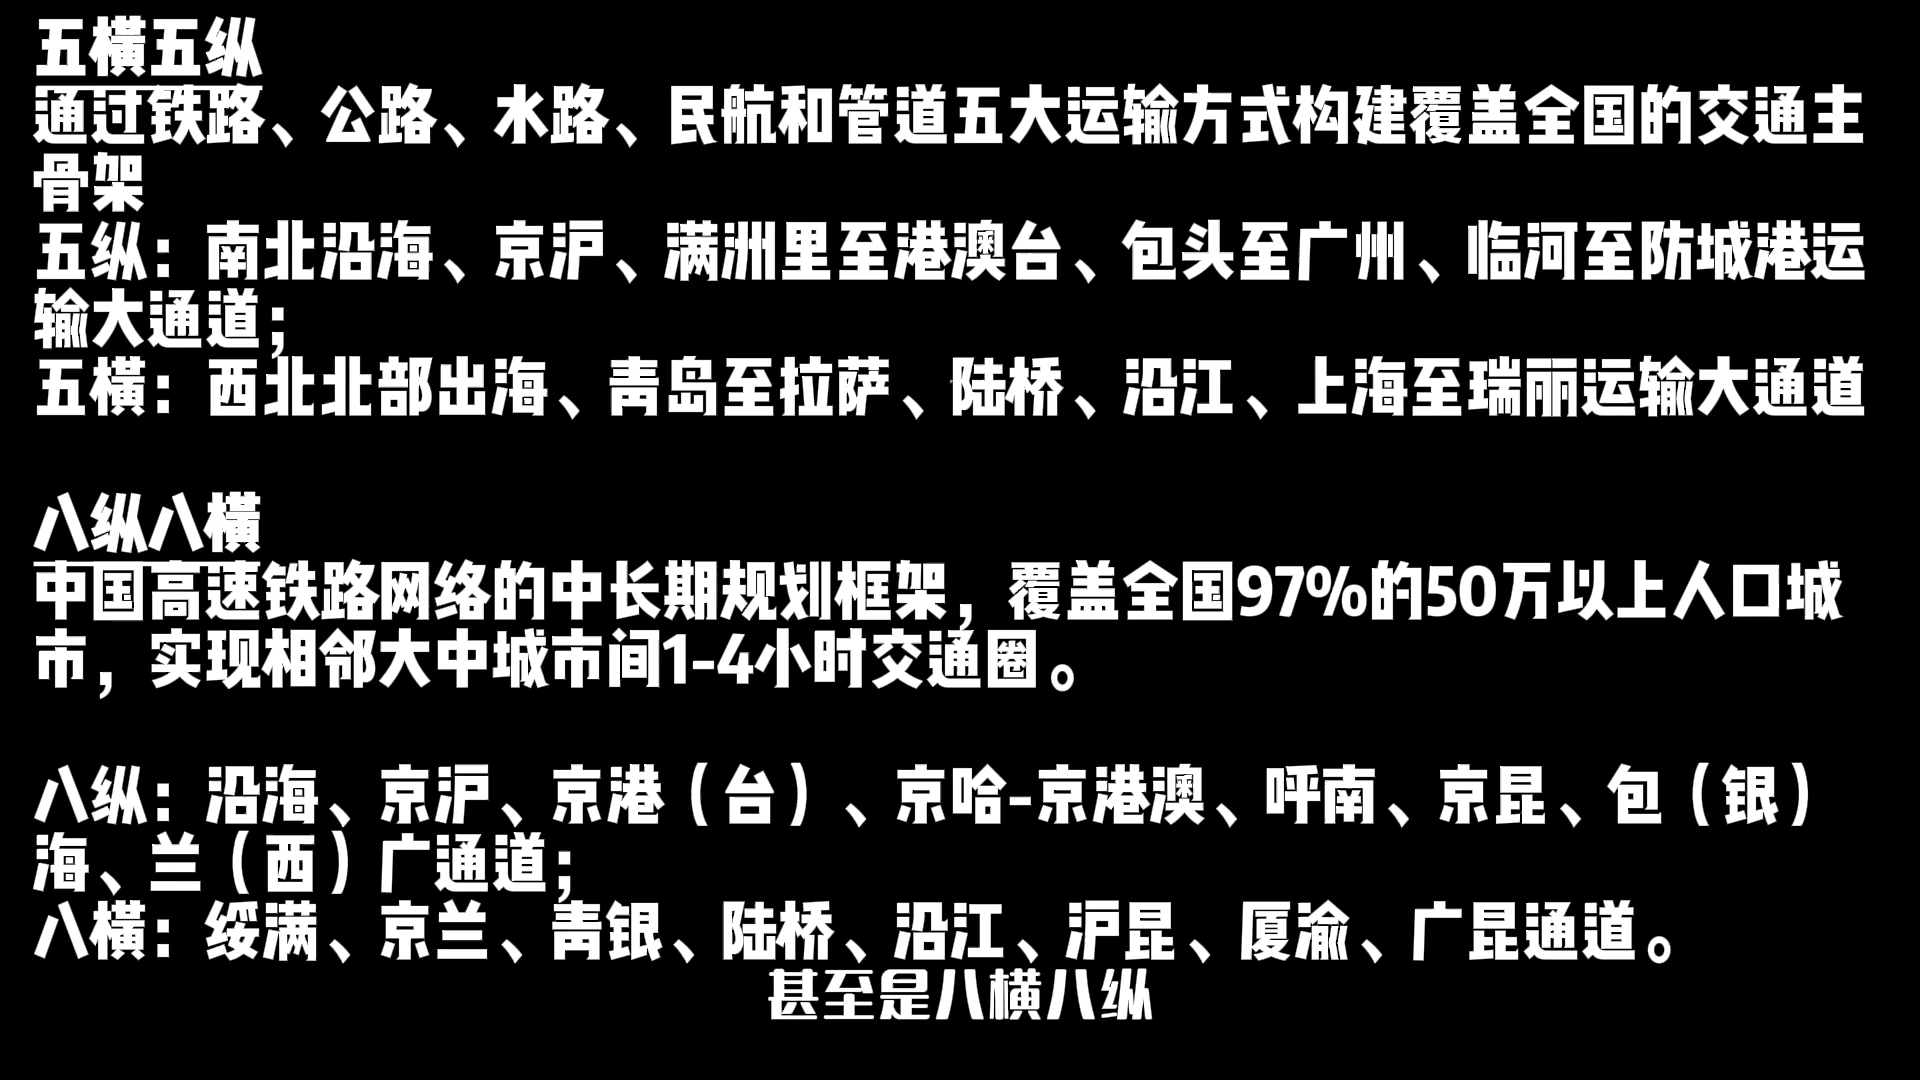 五横五纵
通过铁路、公路、水路、民航和管道五大运输方式构建覆盖全国的交通主
骨架
五纵：南北沿海、京沪、满洲里至港澳台、包头至广州、临河至防城港运
输大通道；
五横：西北北部出海、青岛至拉萨、陆桥、沿江、上海至瑞丽运输大通道
八纵八横
中国高速铁路网络的中长期规划框架，覆盖全国97%的50万以上人口城
市，实现相邻大中城市间1-4小时交通圈。
八纵：沿海、京沪、京港（台）、京哈-京港澳、呼南、京昆、包（银）
海、兰（西）广通道；
八横：绥满、京兰、青银、陆桥、沿江、沪昆、厦渝、广昆通道。
甚至是八横八纵